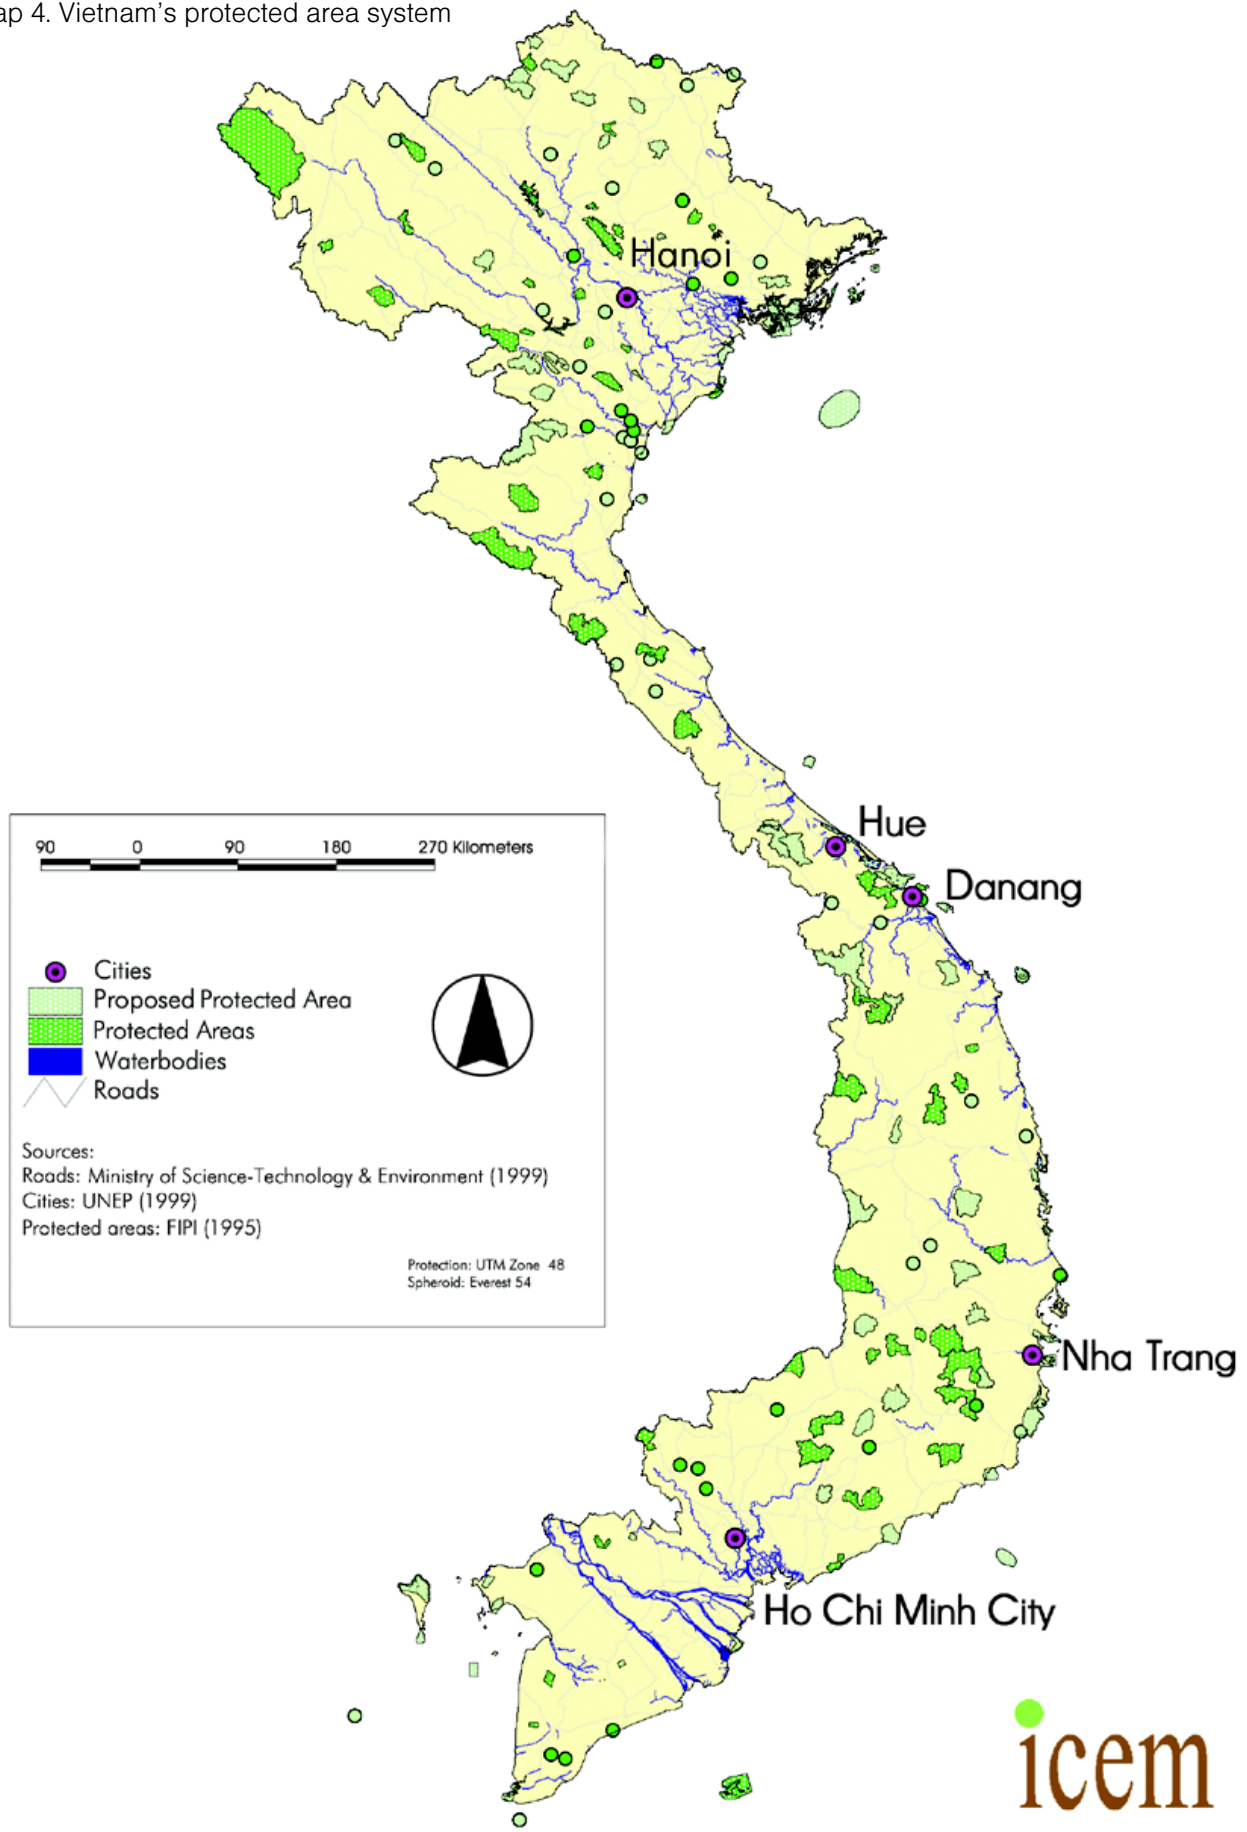 ap 4. Vietnam's protected area system
Hanoi
Hue
Danang
90 0 90 180 270 Kilometers
Cities
Proposed Protected Area
Protected Areas
Waterbodies
Roads
Sources:
Roads: Ministry of Science-Technology & Environment (1999)
Cities: UNEP (1999)
Protected areas: FIPI (1995)
Protection: UTM Zone 48
Spheroid: Everest 54
Nha Trang
Ho Chi Minh City
icem